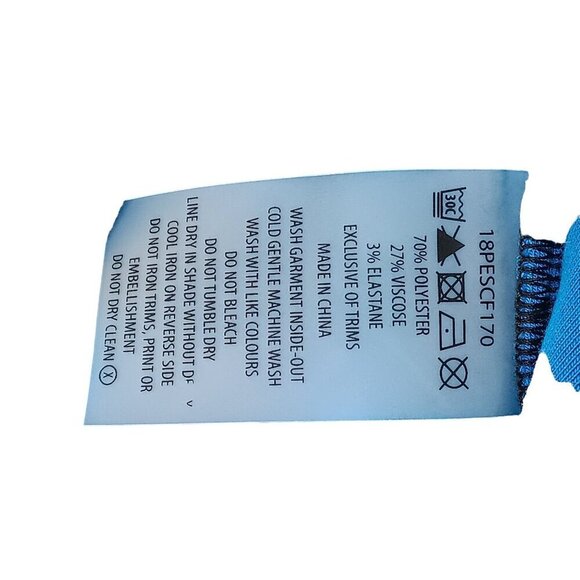 18PESCF170
30C
70% POLYESTER
27% VISCOSE
3% ELASTANE
EXCLUSIVE OF TRIMS
MADE IN CHINA
WASH GARMENT INSIDE-OUT
COLD GENTLE MACHINE WASH
WASH WITH LIKE COLOURS
DO NOT BLEACH
DO NOT TUMBLE DRY
LINE DRY IN SHADE WITHOUT
COOL IRON ON REVERSE SIDE
DO NOT IRON TRIMS, PRINT OR
EMBELLISHMENT
DO NOT DRY CLEAN